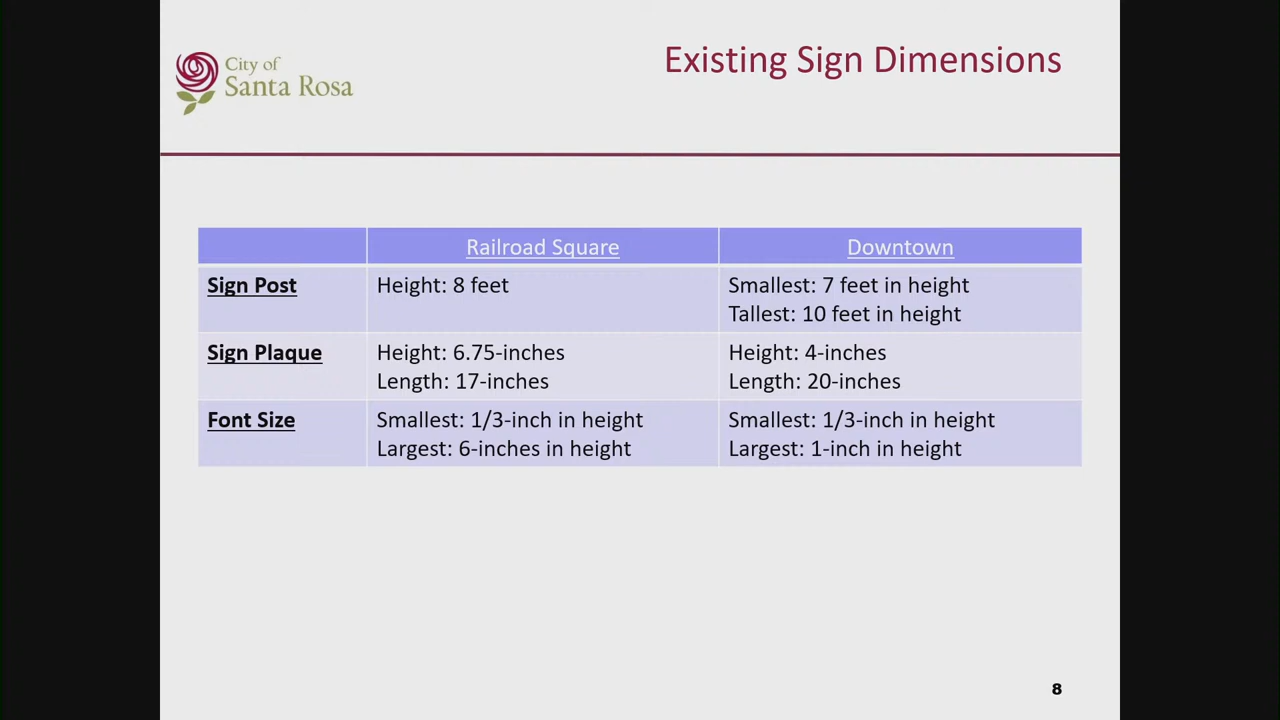 City of
Santa Rosa
Existing Sign Dimensions
Railroad Square Downtown
Sign Post Height: 8 feet Smallest: 7 feet in height
Tallest: 10 feet in height
Sign Plaque Height: 6.75-inches Height: 4-inches
Length: 17-inches Length: 20-inches
Font Size Smallest: 1/3-inch in height Smallest: 1/3-inch in height
Largest: 6-inches in height Largest: 1-inch in height
8